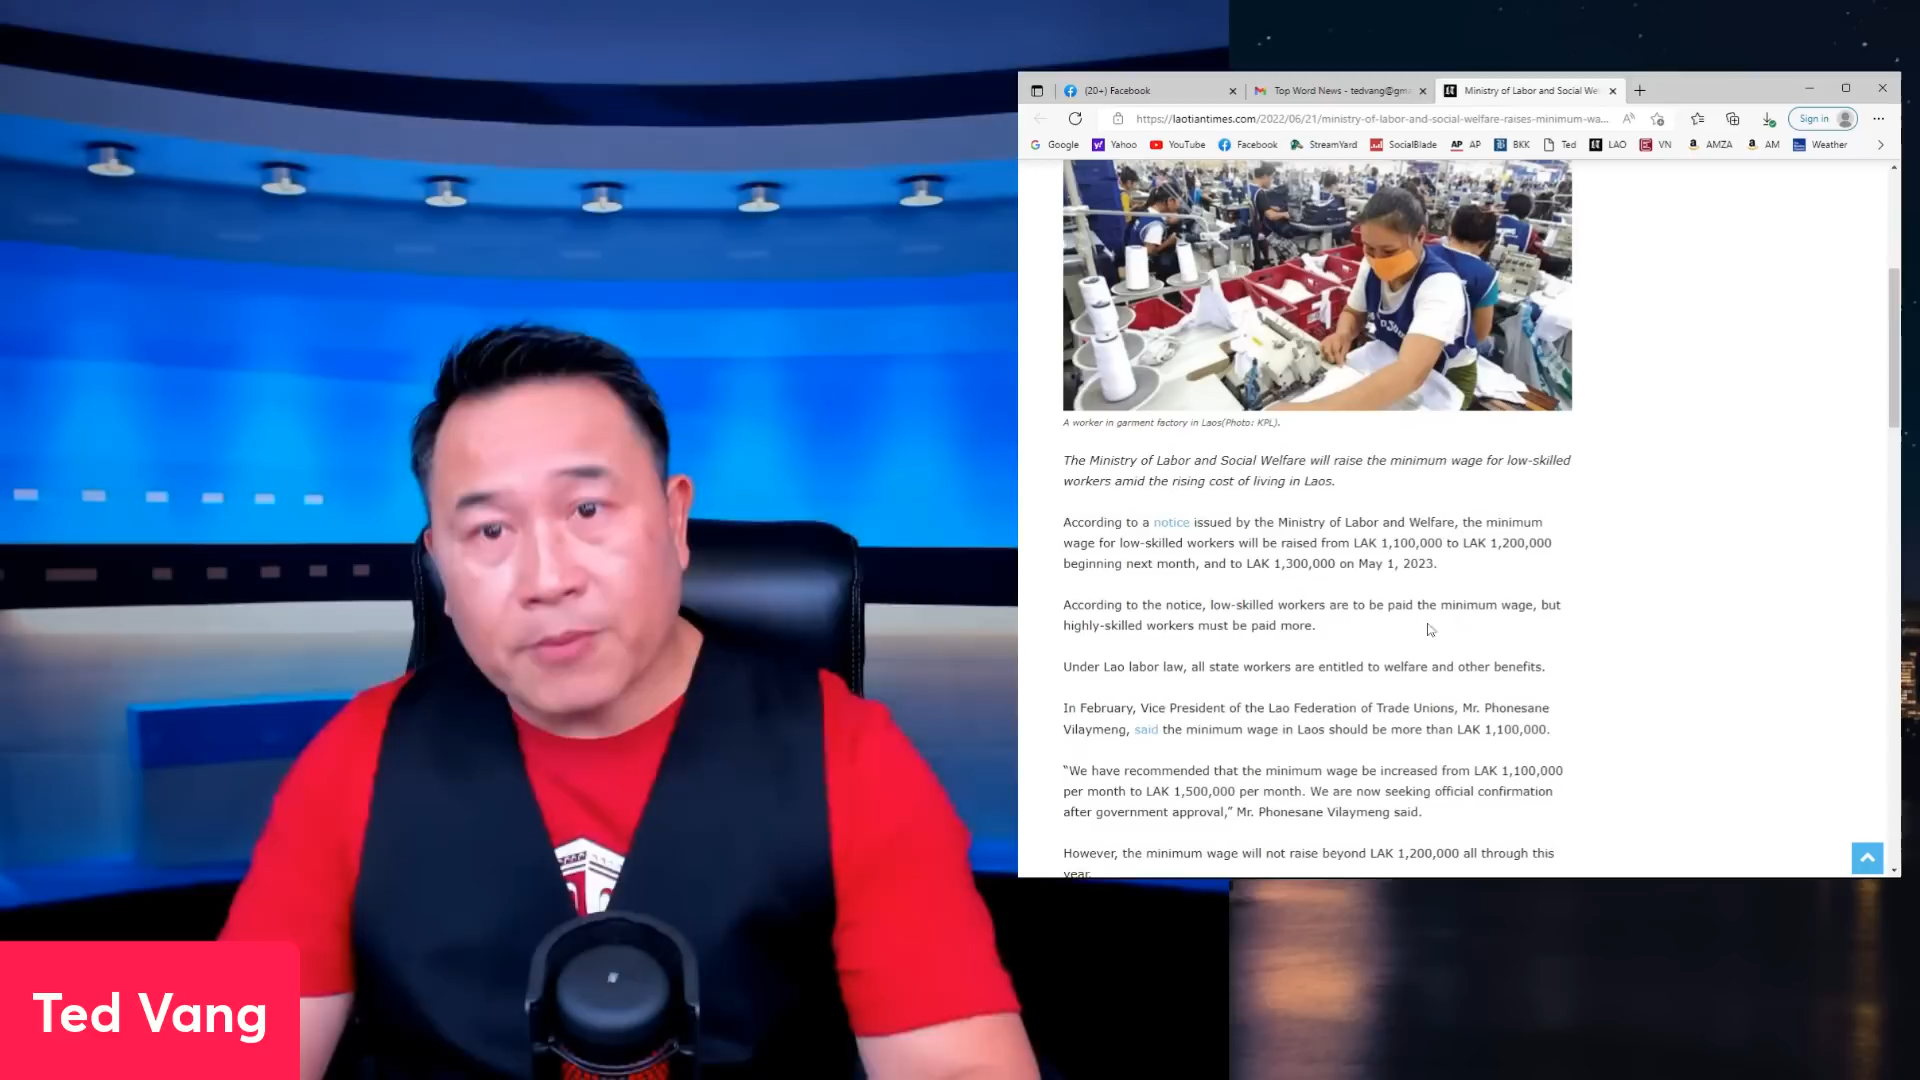 (20+) Facebook
Top Word News - tedvang@gm
Ministry of Labor and Social We
https://laotiantimes.com/2022/06/21/ministry-of-labor-and-social-welfare-raises-minimum-wa...
Sign in
Google
Yahoo
YouTube
Facebook
StreamYard
SocialBlade
AP AP
BKK
Ted
LAO
VN
AMZA
AM
Weather
A worker in garment factory in Laos(Photo: KPL).
The Ministry of Labor and Social Welfare will raise the minimum wage for low-skilled
workers amid the rising cost of living in Laos.
According to a notice issued by the Ministry of Labor and Welfare, the minimum
wage for low-skilled workers will be raised from LAK 1,100,000 to LAK 1,200,000
beginning next month, and to LAK 1,300,000 on May 1, 2023.
According to the notice, low-skilled workers are to be paid the minimum wage, but
highly-skilled workers must be paid more.
Under Lao labor law, all state workers are entitled to welfare and other benefits.
In February, Vice President of the Lao Federation of Trade Unions, Mr. Phonesane
Vilaymeng, said the minimum wage in Laos should be more than LAK 1,100,000.
"We have recommended that the minimum wage be increased from LAK 1,100,000
per month to LAK 1,500,000 per month. We are now seeking official confirmation
after government approval," Mr. Phonesane Vilaymeng said.
However, the minimum wage will not raise beyond LAK 1,200,000 all through this
year.
Ted Vang